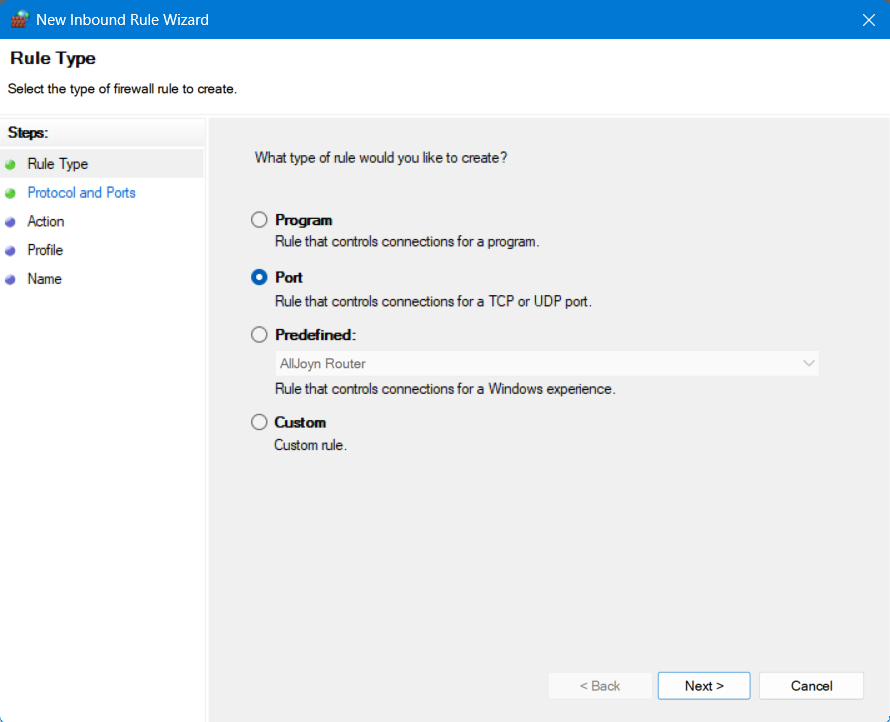 New Inbound Rule Wizard
Rule Type
Select the type of firewall rule to create.
Steps:
Rule Type
Protocol and Ports
Action
Profile
Name
What type of rule would you like to create?
Program
Rule that controls connections for a program.
Port
Rule that controls connections for a TCP or UDP port.
Predefined:
AllJoyn Router
Rule that controls connections for a Windows experience.
Custom
Custom rule.
< Back
Next >
Cancel